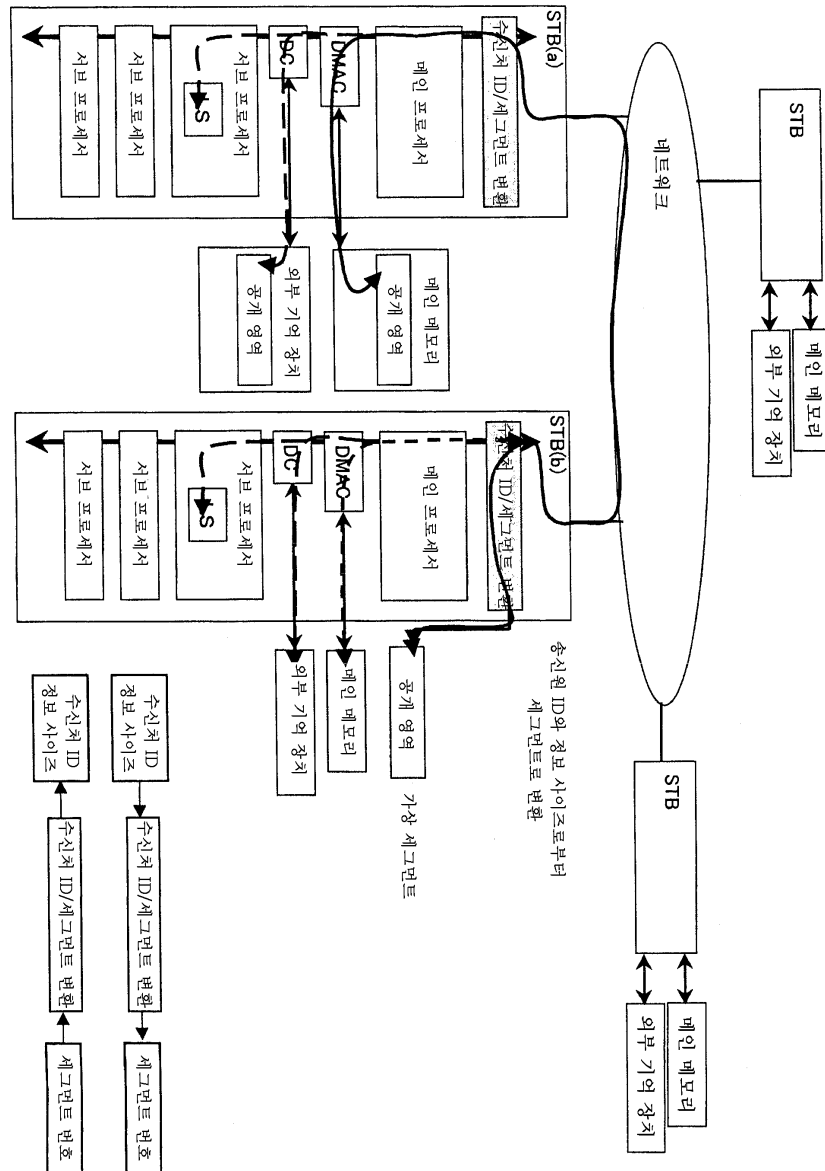 메인 메모리
STB
외부 기억 장치
네트워크
STB
메인 메모리
외부 기억 장치
STB(a)
수신처 ID/세그먼트 변환
메인 프로세서
DMAC
DC
서브 프로세서
LS
서브 프로세서
서브 프로세서
메인 메모리
공개 영역
외부 기억 장치
공개 영역
STB(b)
수신처 ID/세그먼트 변환
메인 프로세서
DMAC
DC
서브 프로세서
LS
서브 프로세서
서브 프로세서
송신원 ID와 정보 사이즈로부터
세그먼트로 변환
공개 영역
가상 세그먼트
메인 메모리
외부 기억 장치
수신처 ID
정보 사이즈
수신처 ID/세그먼트 변환
세그먼트 번호
수신처 ID
정보 사이즈
수신처 ID/세그먼트 변환
세그먼트 번호